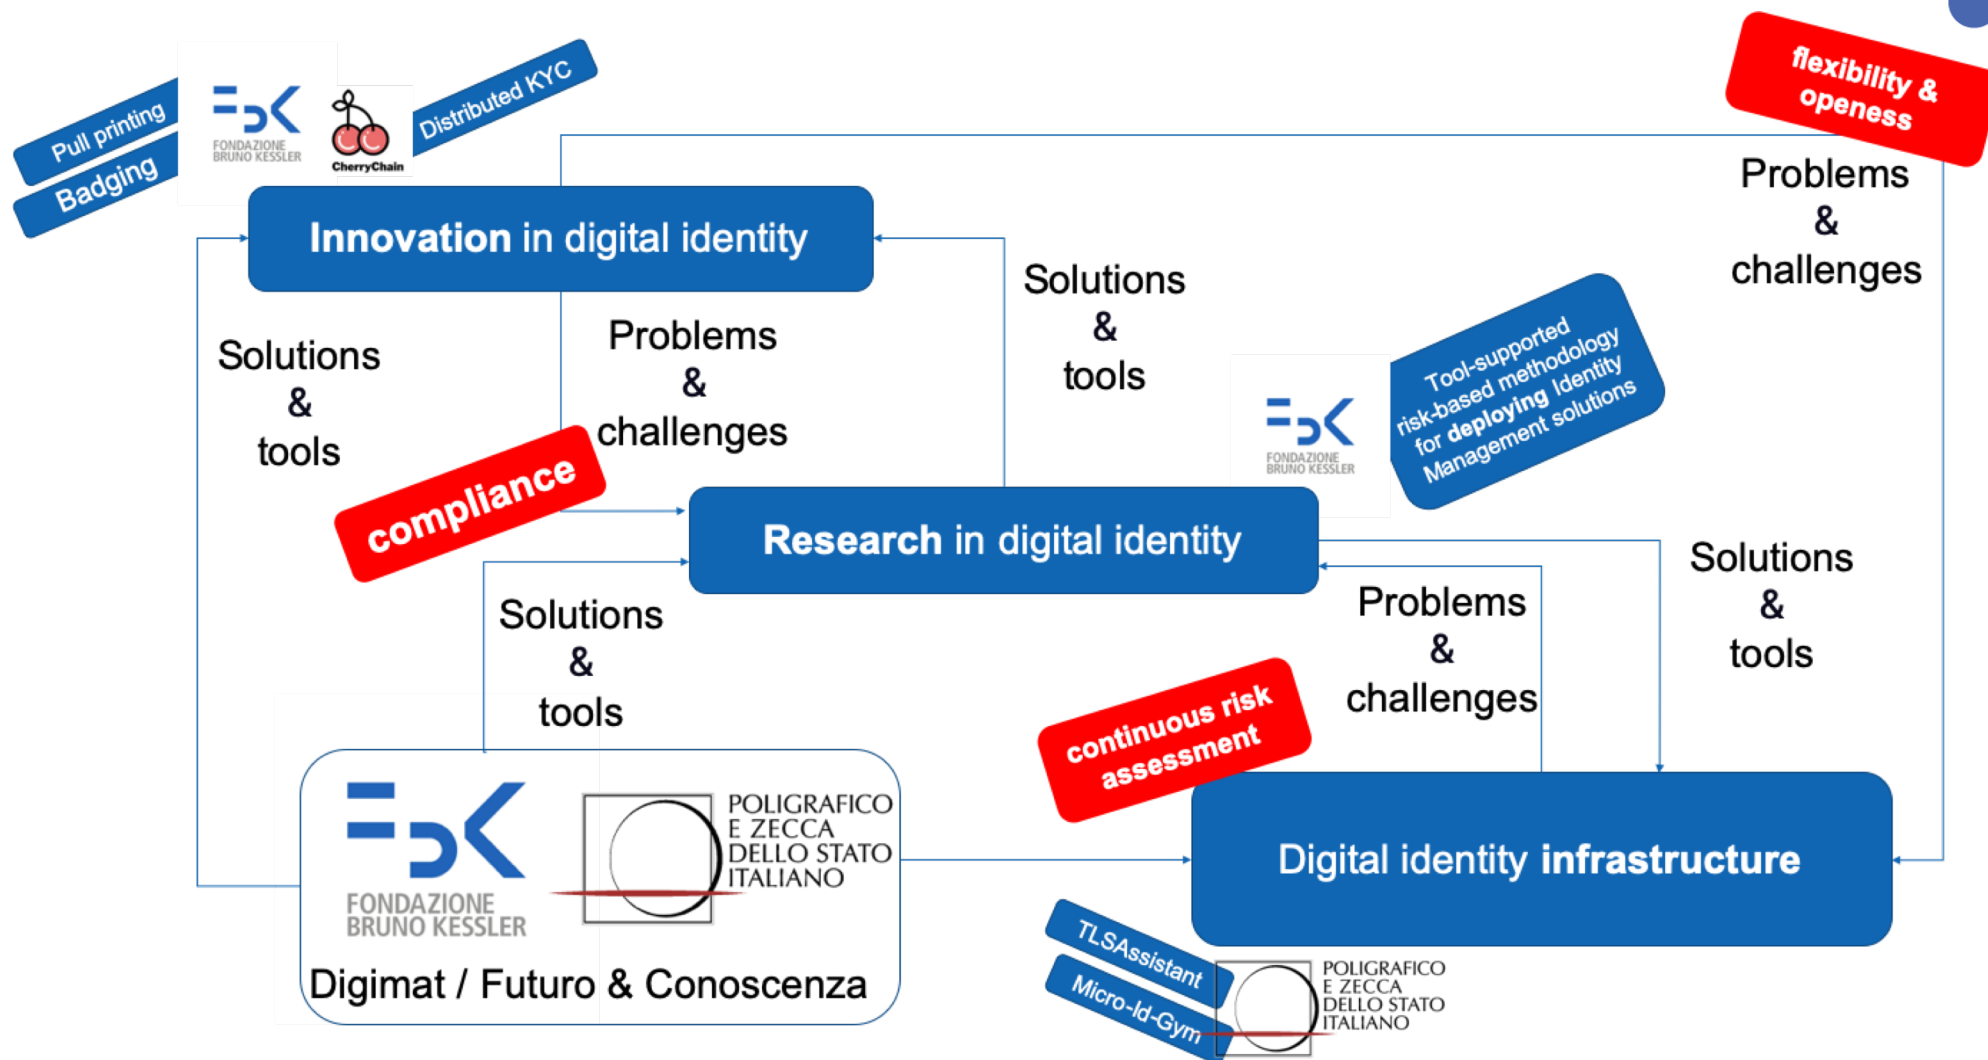 Pull printing
Badging
FONDAZIONE
BRUNO KESSLER
CherryChain
Distributed KYC
flexibility &
openess
Problems
&
challenges
Innovation in digital identity
Solutions
&
tools
Problems
&
challenges
Solutions
&
tools
FONDAZIONE
BRUNO KESSLER
Tool-supported
risk-based methodology
for deploying Identity
Management solutions
compliance
Research in digital identity
Solutions
&
tools
Problems
&
challenges
Solutions
&
tools
continuous risk
assessment
FONDAZIONE
BRUNO KESSLER
POLIGRAFICO
E ZECCA
DELLO STATO
ITALIANO
Digimat / Futuro & Conoscenza
Digital identity infrastructure
TLSAssistant
Micro-Id-Gym
POLIGRAFICO
E ZECCA
DELLO STATO
ITALIANO